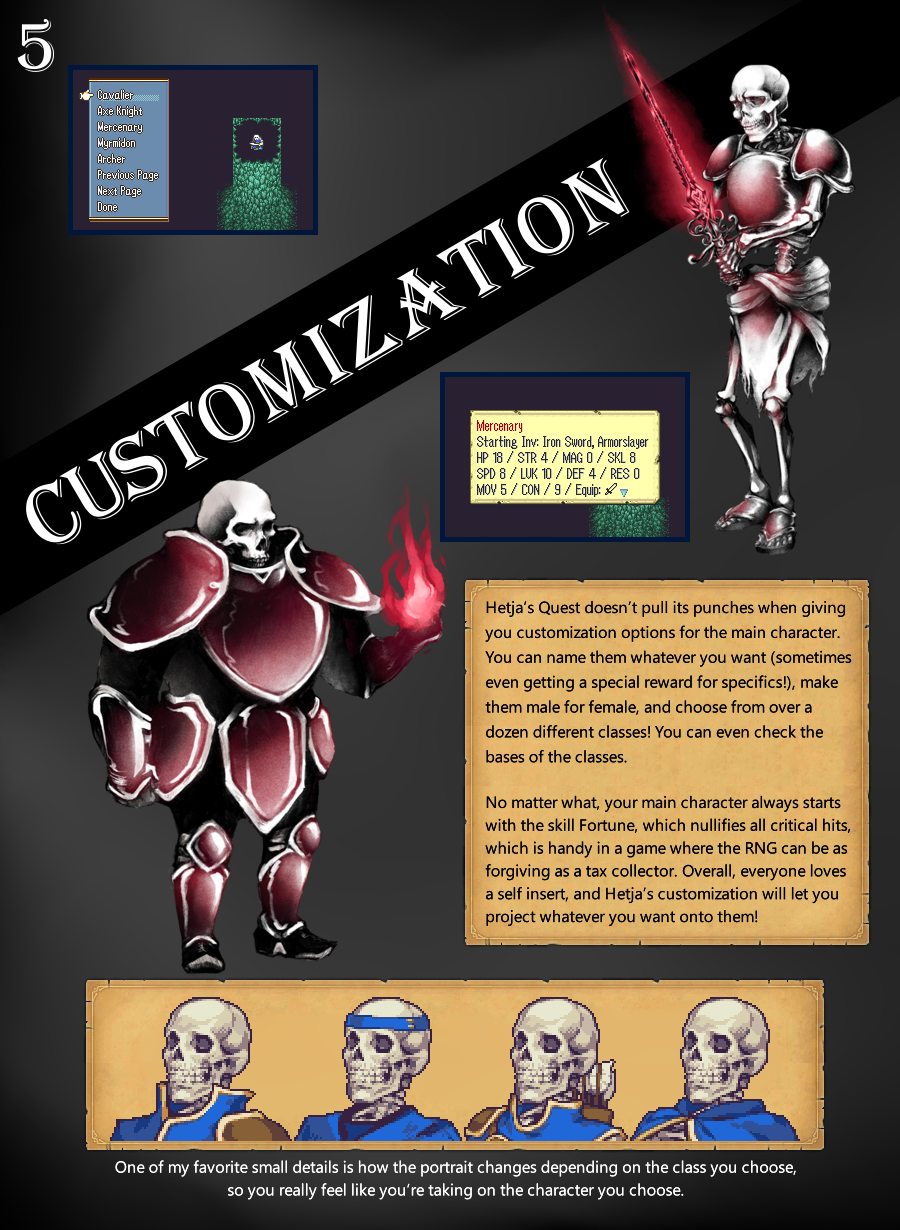 5
Cavalier
Axe Knight
Mercenary
Myrmidon
Archer
Previous Page
Next Page
Done
CUSTOMIZATION
Mercenary
Starting Inv: Iron Sword, Armorslayer
HP 18 / STR 4 / MAG 0 / SKL 8
SPD 8 / LUK 10 / DEF 4 / RES 0
MOV 5 / CON / 9 / Equip:
Hetja's Quest doesn't pull its punches when giving
you customization options for the main character.
You can name them whatever you want (sometimes
even getting a special reward for specifics!), make
them male for female, and choose from over a
dozen different classes! You can even check the
bases of the classes.
No matter what, your main character always starts
with the skill Fortune, which nullifies all critical hits,
which is handy in a game where the RNG can be as
forgiving as a tax collector. Overall, everyone loves
a self insert, and Hetja's customization will let you
project whatever you want onto them!
One of my favorite small details is how the portrait changes depending on the class you choose,
so you really feel like you're taking on the character you choose.